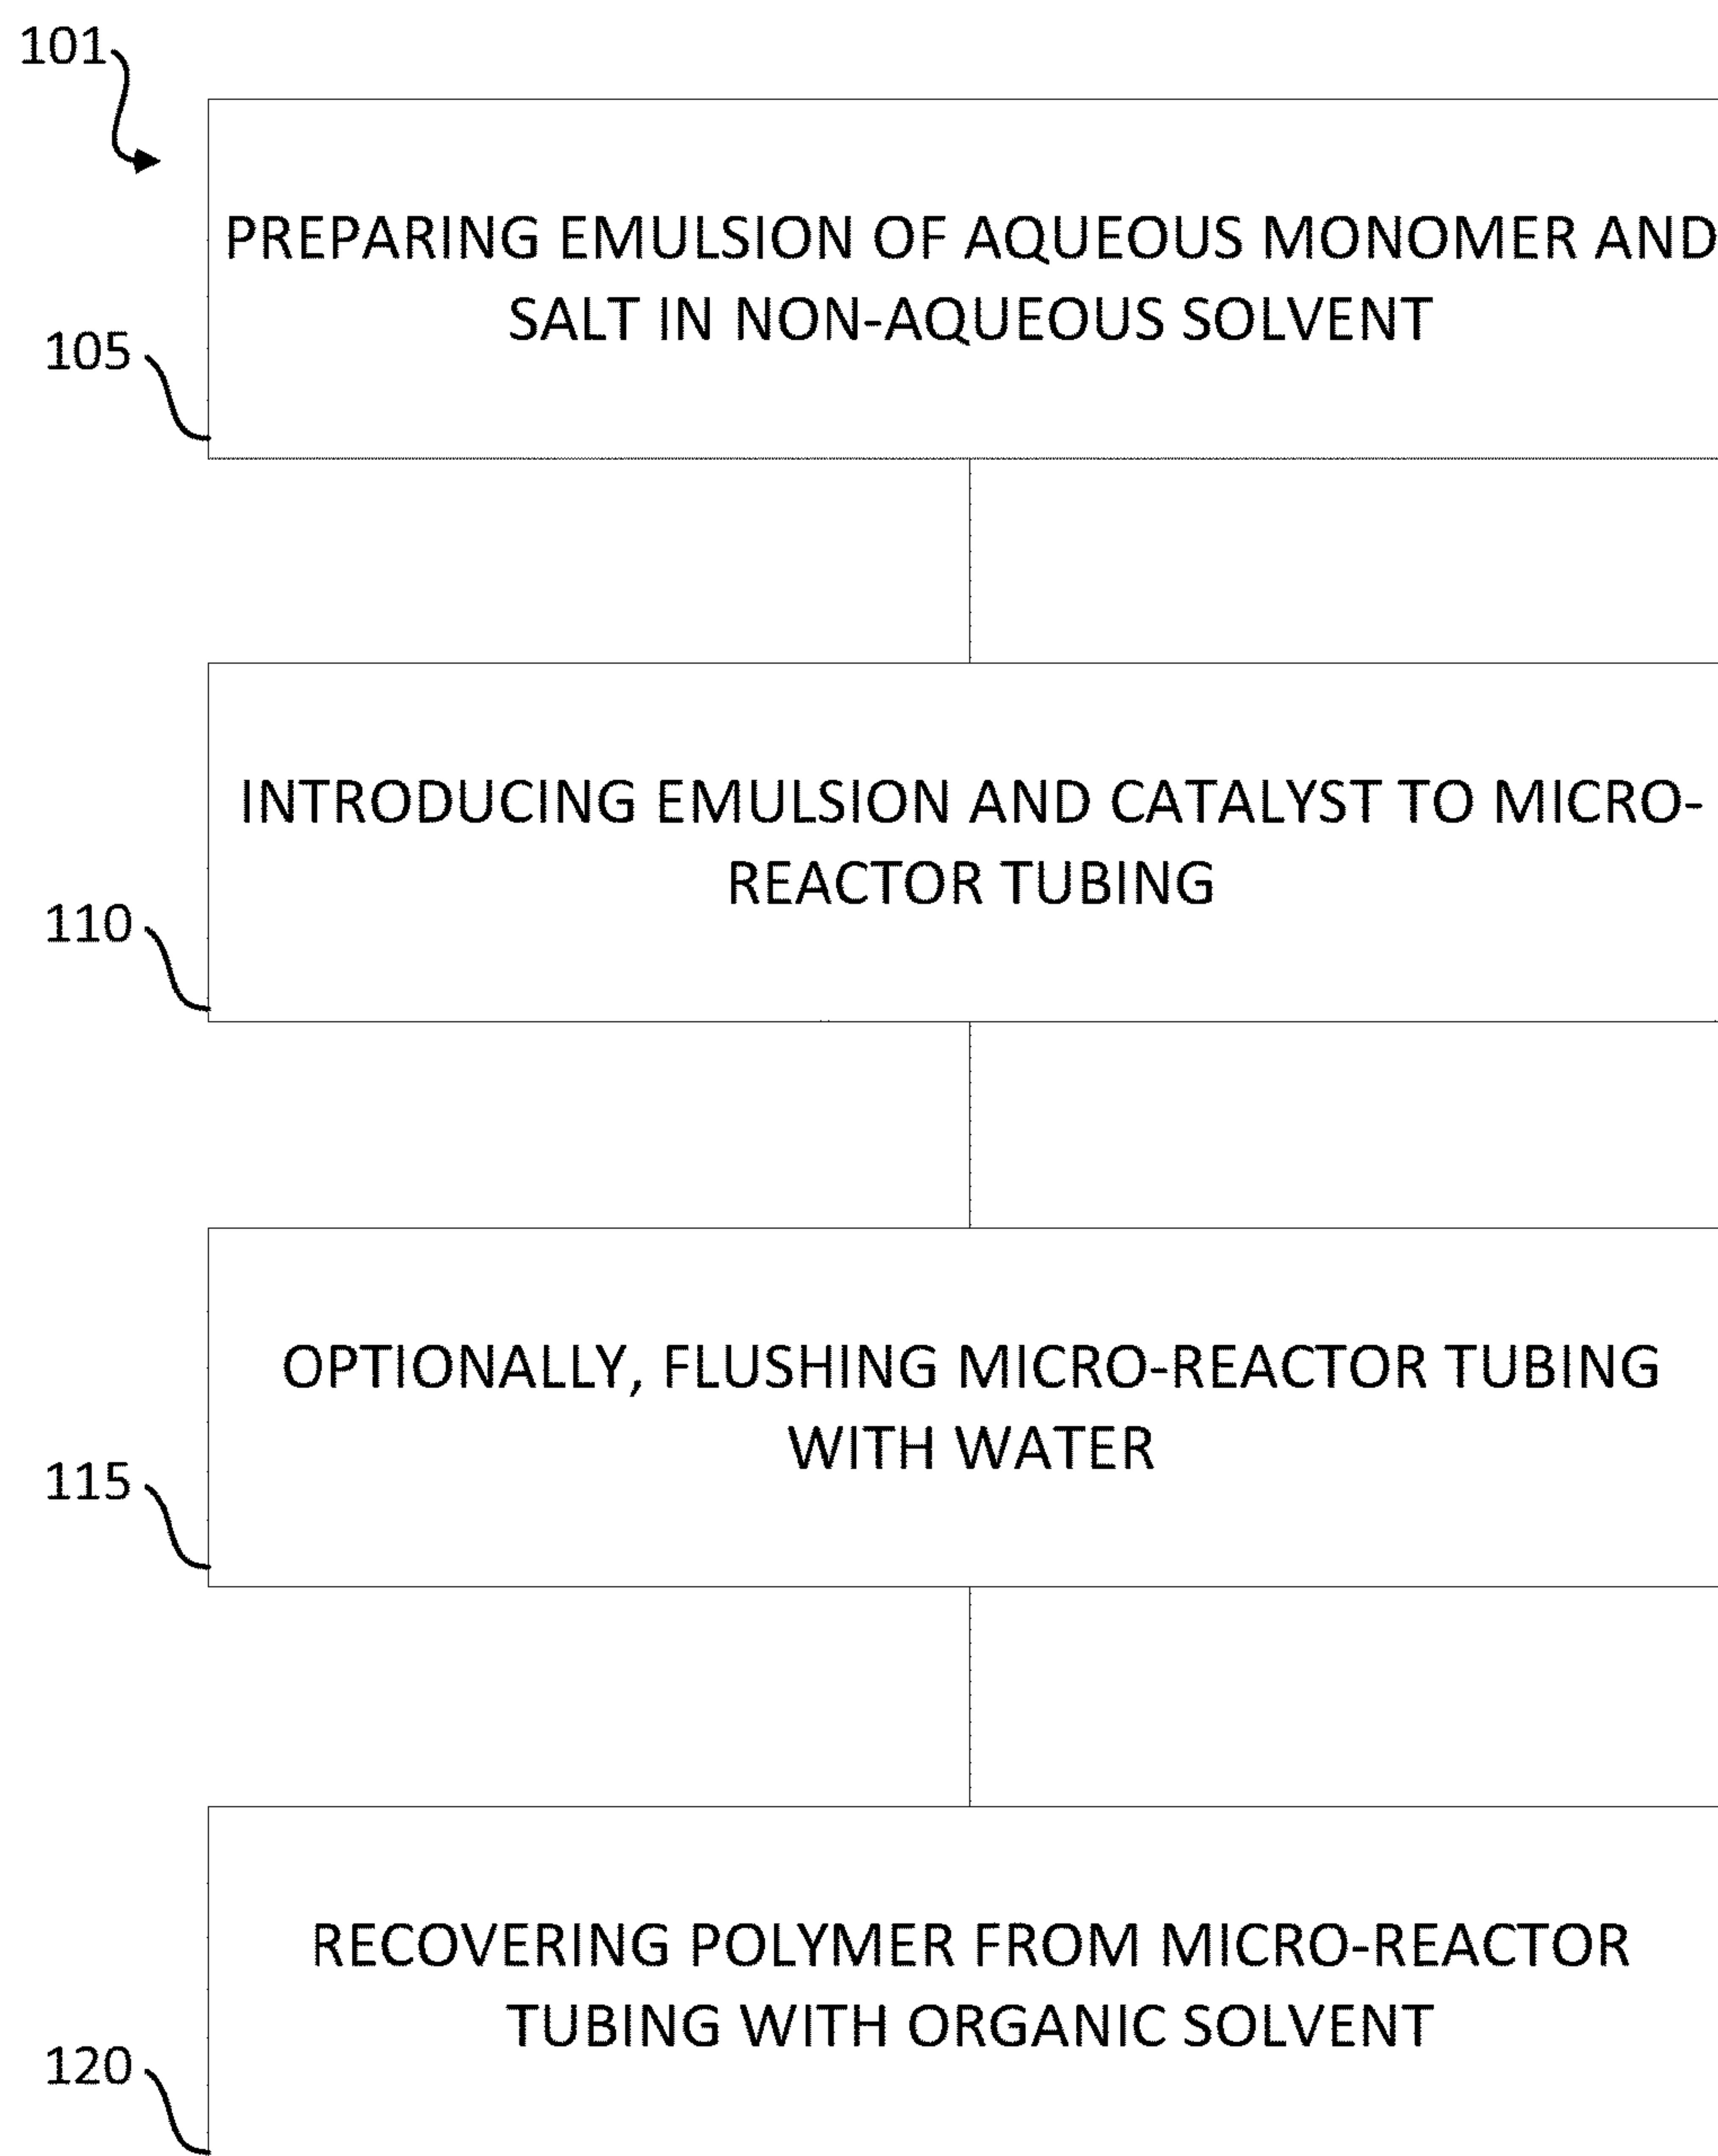 101
PREPARING EMULSION OF AQUEOUS MONOMER AND
SALT IN NON-AQUEOUS SOLVENT
105
INTRODUCING EMULSION AND CATALYST TO MICRO-
REACTOR TUBING
110
OPTIONALLY, FLUSHING MICRO-REACTOR TUBING
WITH WATER
115
RECOVERING POLYMER FROM MICRO-REACTOR
TUBING WITH ORGANIC SOLVENT
120